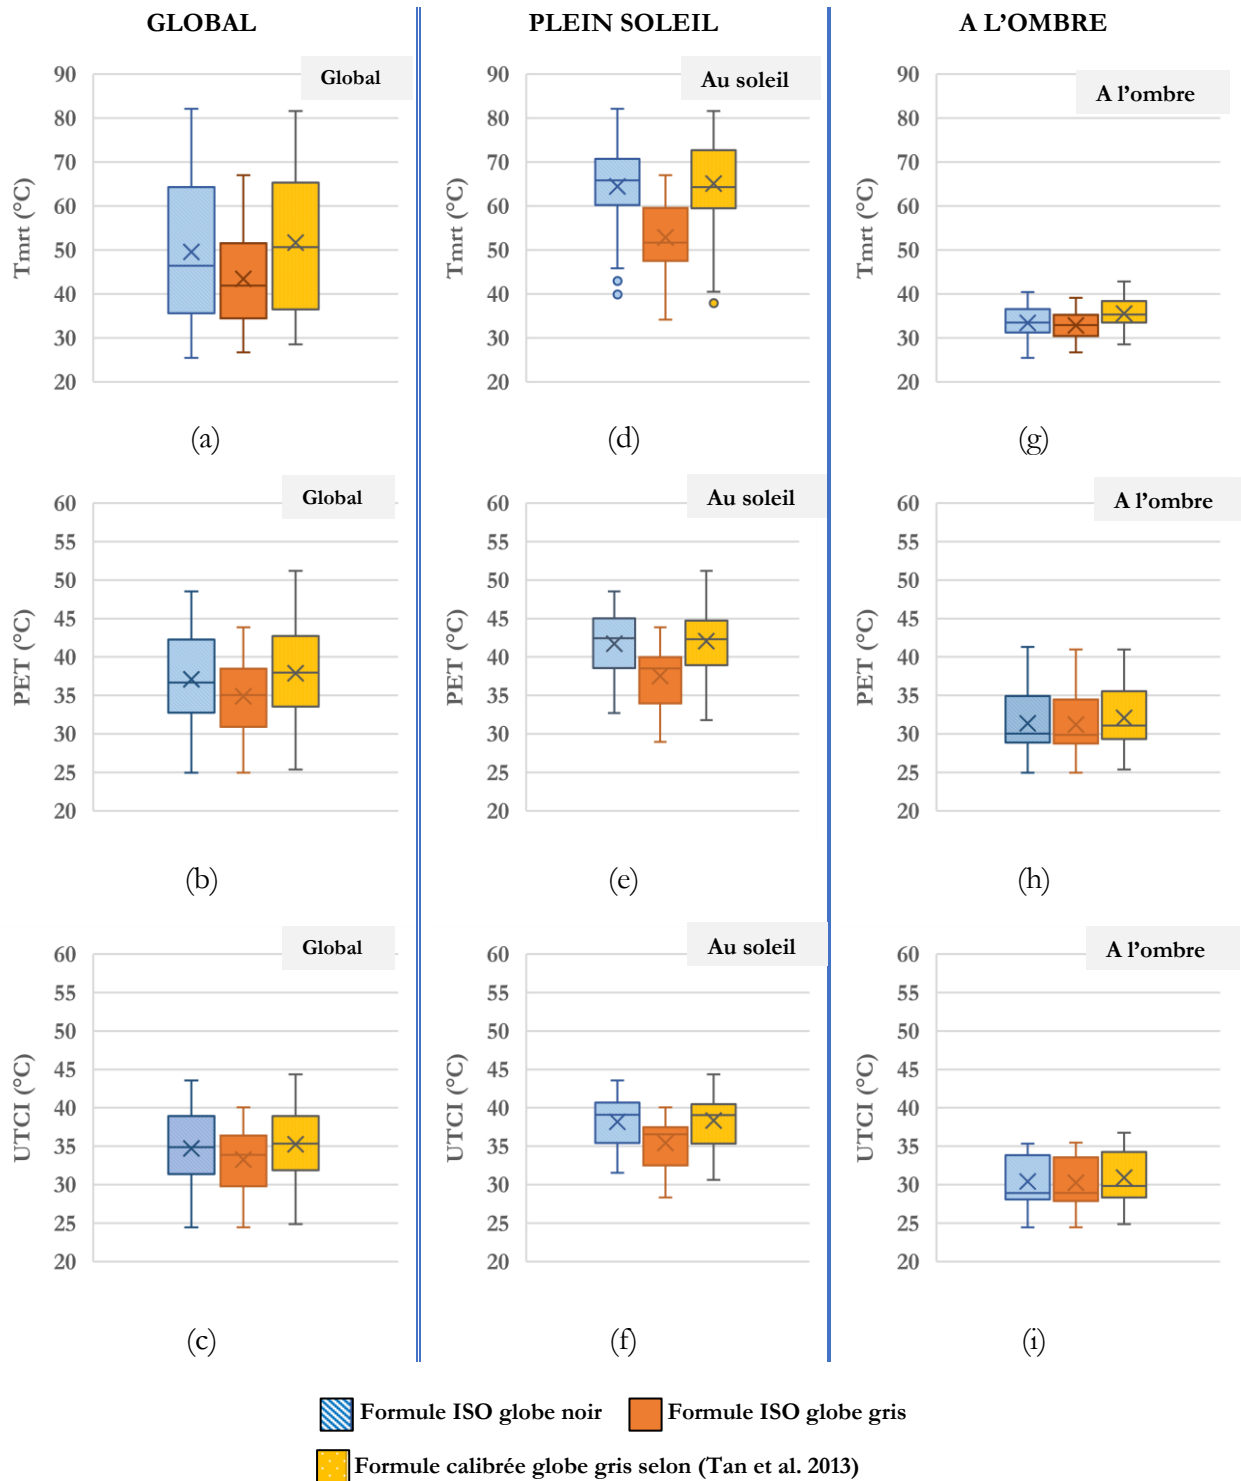 GLOBAL
PLEIN SOLEIL
A L’OMBRE
Global
90
80
70
60
50
40
30
20
Tmrt (°C)
(a)
Au soleil
90
80
70
60
50
40
30
20
Tmrt (°C)
(d)
A l’ombre
90
80
70
60
50
40
30
20
Tmrt (°C)
(g)
Global
60
55
50
45
40
35
30
25
20
PET (°C)
(b)
Au soleil
60
55
50
45
40
35
30
25
20
PET (°C)
(e)
A l’ombre
60
55
50
45
40
35
30
25
20
PET (°C)
(h)
Global
60
55
50
45
40
35
30
25
20
UTCI (°C)
(c)
Au soleil
60
55
50
45
40
35
30
25
20
UTCI (°C)
(f)
A l’ombre
60
55
50
45
40
35
30
25
20
UTCI (°C)
(i)
Formule ISO globe noir
Formule ISO globe gris
Formule calibrée globe gris selon (Tan et al. 2013)